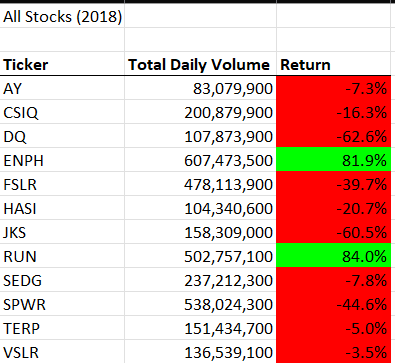 All Stocks (2018)
Ticker Total Daily Volume Return
AY 83,079,900 -7.3%
CSIQ 200,879,900 -16.3%
DQ 107,873,900 -62.6%
ENPH 607,473,500 81.9%
FSLR 478,113,900 -39.7%
HASI 104,340,600 -20.7%
JKS 158,309,000 -60.5%
RUN 502,757,100 84.0%
SEDG 237,212,300 -7.8%
SPWR 538,024,300 -44.6%
TERP 151,434,700 -5.0%
VSLR 136,539,100 -3.5%